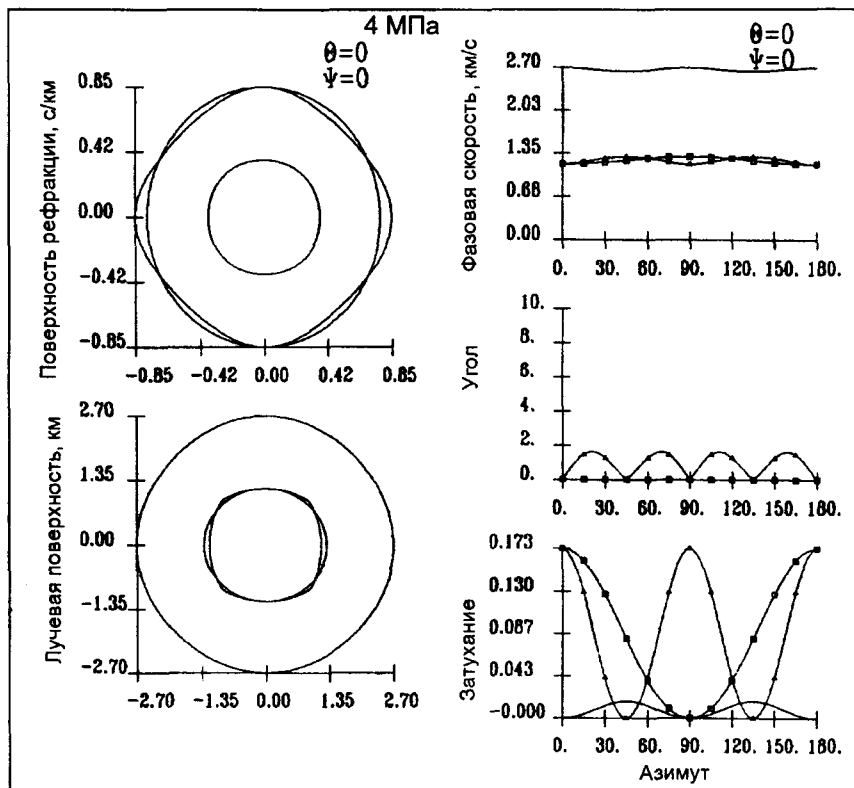 4 МПа
Θ=0
Ψ=0
Поверхность рефракции, с/км
0.85
0.42
0.00
−0.42
−0.85
−0.85 −0.42 0.00 0.42 0.85
Лучевая поверхность, км
2.70
1.35
0.00
−1.35
−2.70
−2.70 −1.35 0.00 1.35 2.70
Θ=0
Ψ=0
Фазовая скорость, км/с
2.70
2.03
1.35
0.68
0.00
0. 30. 60. 90. 120. 150. 180.
Угол
10.
8.
6.
4.
2.
0.
0. 30. 60. 90. 120. 150. 180.
Затухание
0.173
0.130
0.087
0.043
−0.000
0. 30. 60. 90. 120. 150. 180.
Азимут